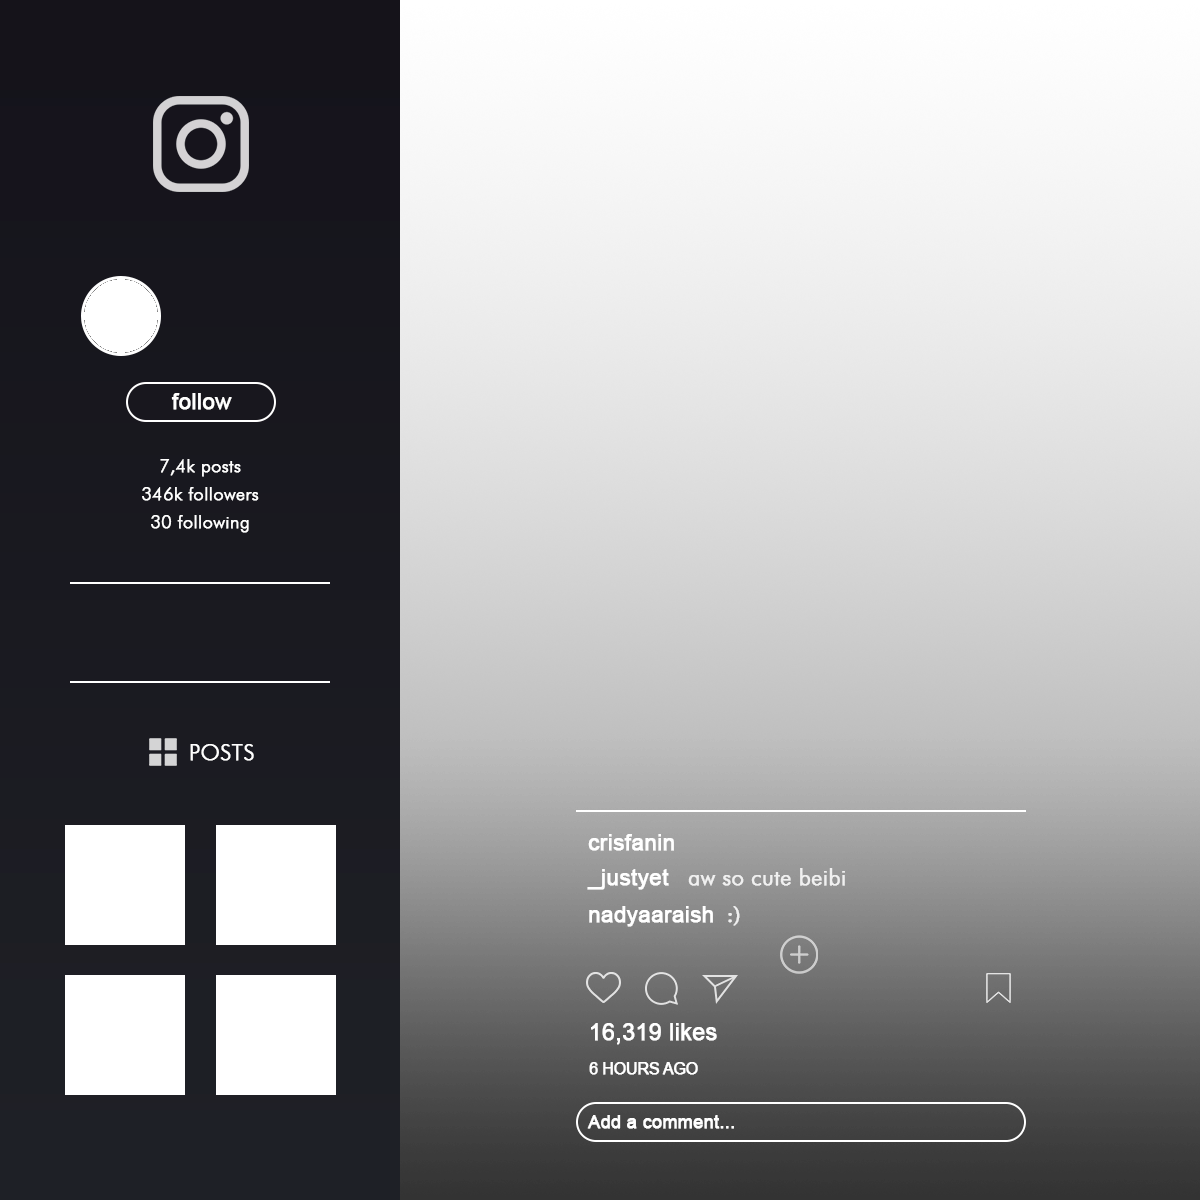 follow
7,4k posts
346k followers
30 following
POSTS
crisfanin
_justyet aw so cute beibi
nadyaaraish :)
16,319 likes
6 HOURS AGO
Add a comment...